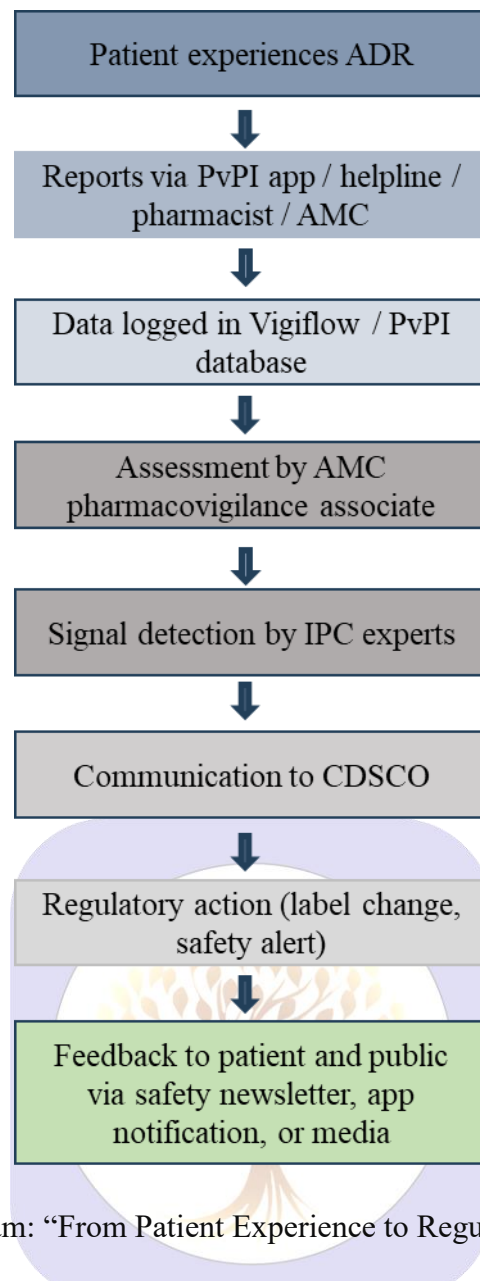 Patient experiences ADR
Reports via PvPI app / helpline /
pharmacist / AMC
Data logged in Vigiflow / PvPI
database
Assessment by AMC
pharmacovigilance associate
Signal detection by IPC experts
Communication to CDSCO
Regulatory action (label change,
safety alert)
Feedback to patient and public
via safety newsletter, app
notification, or media
“From Patient Experience to